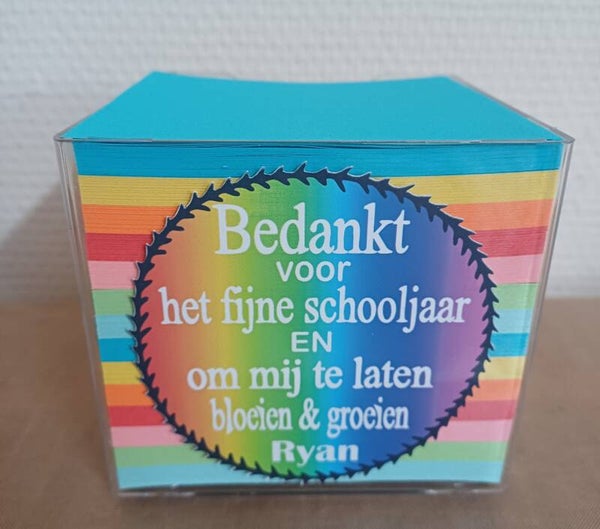 Bedankt
voor
het fijne schooljaar
EN
om mij te laten
bloeien & groeien
Ryan